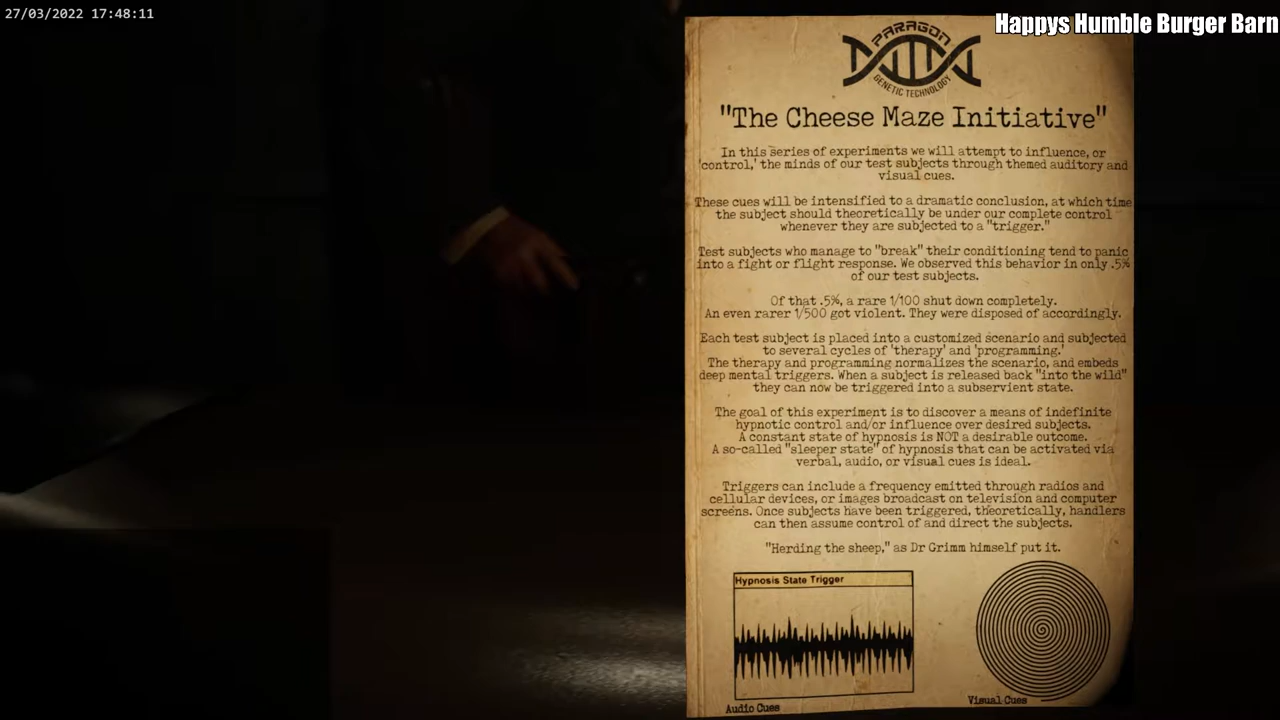 27/03/2022 17:48:11
Happys Humble Burger Barn
PARAGON
GENETIC TECHNOLOGY
"The Cheese Maze Initiative"
In this series of experiments we will attempt to influence, or
'control,' the minds of our test subjects through themed auditory and
visual cues.
These cues will be intensified to a dramatic conclusion, at which time
the subject should theoretically be under our complete control
whenever they are subjected to a "trigger."
Test subjects who manage to "break" their conditioning tend to panic
into a fight or flight response. We observed this behavior in only .5%
of our test subjects.
Of that .5%, a rare 1/100 shut down completely.
An even rarer 1/500 got violent. They were disposed of accordingly.
Each test subject is placed into a customized scenario and subjected
to several cycles of 'therapy' and 'programming.'
The therapy and programming normalizes the scenario, and embeds
deep mental triggers. When a subject is released back "into the wild"
they can now be triggered into a subservient state.
The goal of this experiment is to discover a means of indefinite
hypnotic control and/or influence over desired subjects.
A constant state of hypnosis is NOT a desirable outcome.
A so-called "sleeper state" of hypnosis that can be activated via
verbal, audio, or visual cues is ideal.
Triggers can include a frequency emitted through radios and
cellular devices, or images broadcast on television and computer
screens. Once subjects have been triggered, theoretically, handlers
can then assume control of and direct the subjects.
"Herding the sheep," as Dr Grimm himself put it.
Hypnosis State Trigger
Audio Cues
Visual Cues